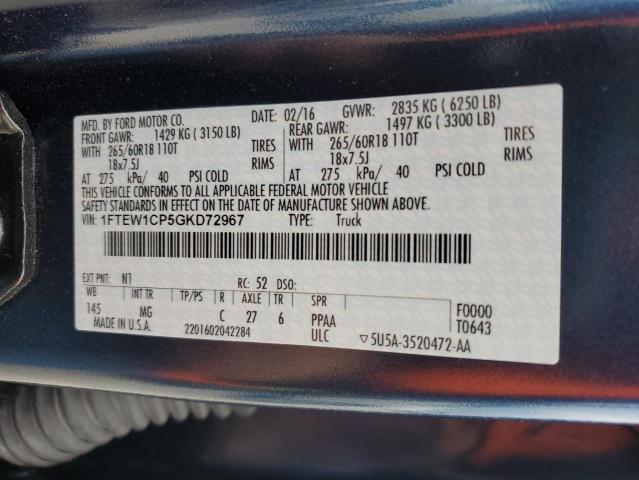 MFD. BY FORD MOTOR CO. DATE: 02/16 GVWR: 2835 KG ( 6250 LB)
FRONT GAWR: 1429 KG ( 3150 LB) REAR GAWR: 1497 KG ( 3300 LB)
WITH 265/60R18 110T TIRES WITH 265/60R18 110T TIRES
18x7.5J RIMS 18x7.5J RIMS
AT 275 kPa/ 40 PSI COLD AT 275 kPa/ 40 PSI COLD
THIS VEHICLE CONFORMS TO ALL APPLICABLE FEDERAL MOTOR VEHICLE
SAFETY STANDARDS IN EFFECT ON THE DATE OF MANUFACTURE SHOWN ABOVE.
VIN: 1FTEW1CP5GKD72967 TYPE: Truck
EXT PNT: N1 RC: 52 DSO:
WB INT TR TP/PS R AXLE TR SPR F0000
145 MG C 27 6 PPAA T0643
MADE IN U.S.A. 2201602042284 ULC ▽5U5A-3520472-AA